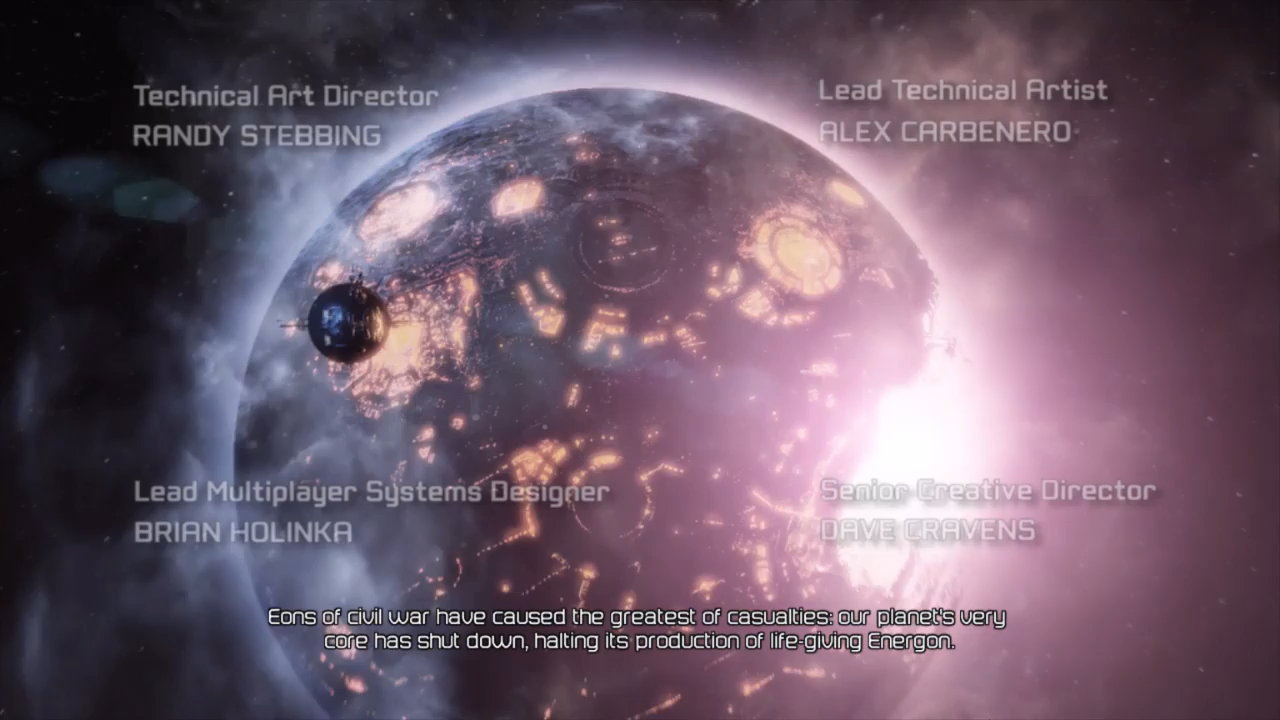 Technical Art Director
RANDY STEBBING
Lead Technical Artist
ALEX CARBENERO
Lead Multiplayer Systems Designer
BRIAN HOLINKA
Senior Creative Director
DAVE CRAVENS
Eons of civil war have caused the greatest of casualties: our planet's very
core has shut down, halting its production of life-giving Energon.